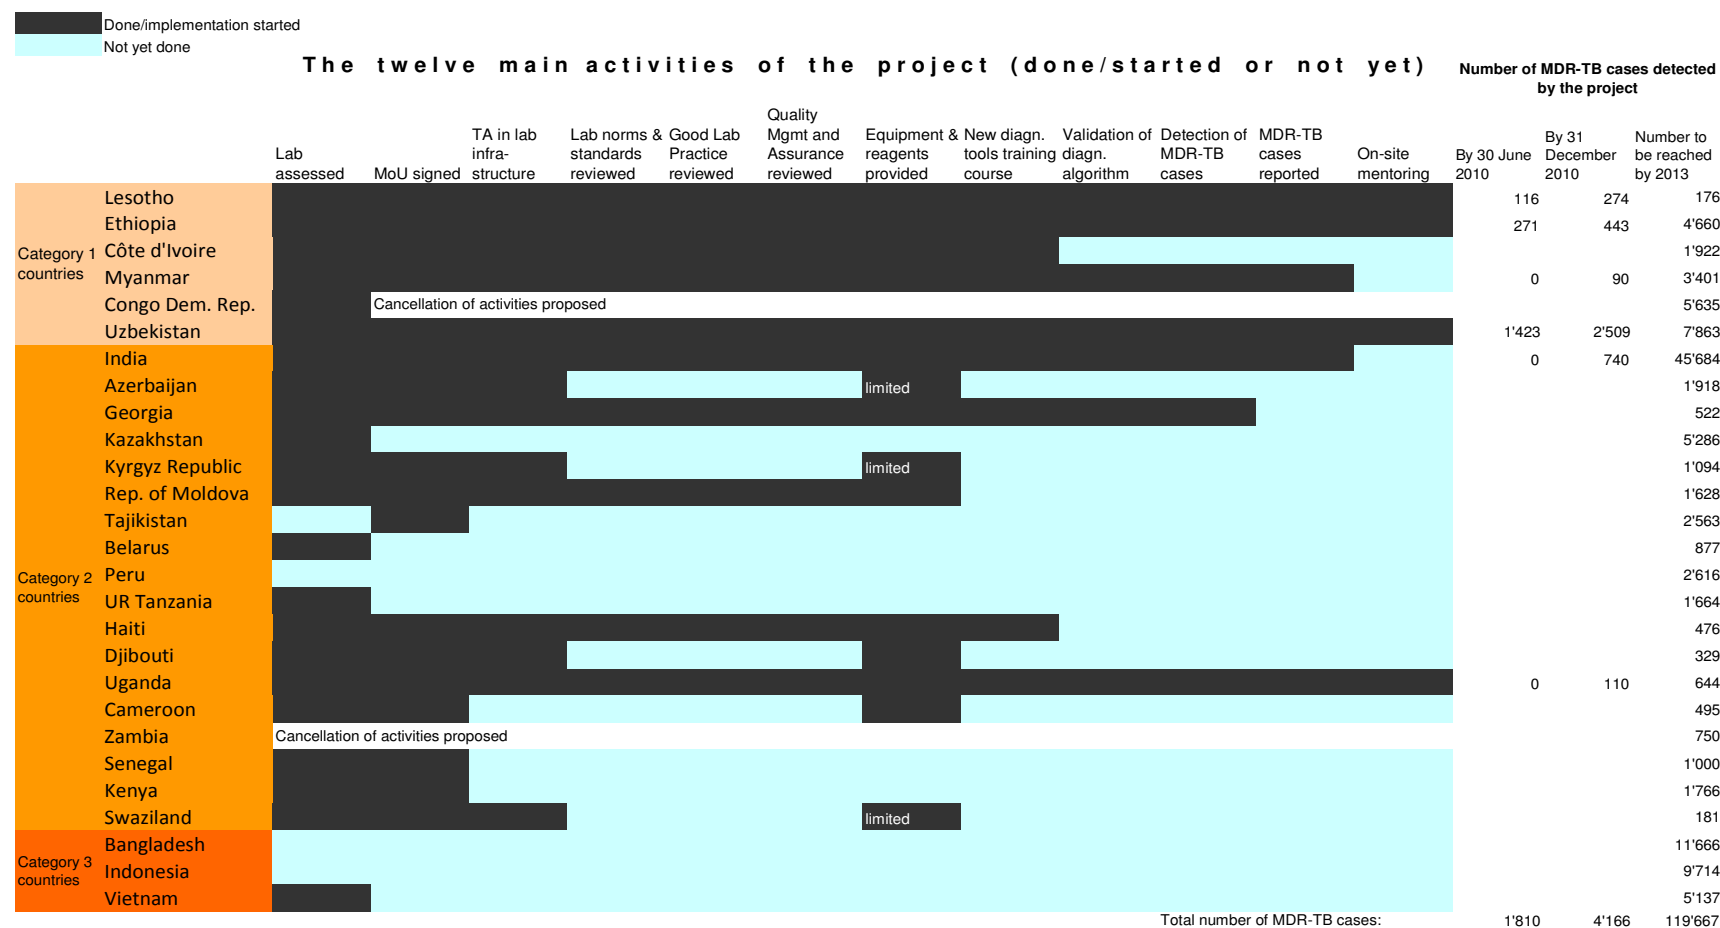 Done/implementation started
Not yet done
The twelve main activities of the project (done/started or not yet)
Number of MDR-TB cases detected
by the project
Lab
assessed
MoU signed
TA in lab
infra-
structure
Lab norms &
standards
reviewed
Good Lab
Practice
reviewed
Quality
Mgmt and
Assurance
reviewed
Equipment &
reagents
provided
New diagn.
tools training
course
Validation of
diagn.
algorithm
Detection of
MDR-TB
cases
MDR-TB
cases
reported
On-site
mentoring
By 30 June
2010
By 31
December
2010
Number to
be reached
by 2013
Category 1
countries
Lesotho 116 274 176
Ethiopia 271 443 4'660
Côte d'Ivoire 1'922
Myanmar 0 90 3'401
Congo Dem. Rep. Cancellation of activities proposed 5'635
Uzbekistan 1'423 2'509 7'863
Category 2
countries
India 0 740 45'684
Azerbaijan limited 1'918
Georgia 522
Kazakhstan 5'286
Kyrgyz Republic limited 1'094
Rep. of Moldova 1'628
Tajikistan 2'563
Belarus 877
Peru 2'616
UR Tanzania 1'664
Haiti 476
Djibouti 329
Uganda 0 110 644
Cameroon 495
Zambia Cancellation of activities proposed 750
Senegal 1'000
Kenya 1'766
Swaziland limited 181
Category 3
countries
Bangladesh 11'666
Indonesia 9'714
Vietnam 5'137
Total number of MDR-TB cases: 1'810 4'166 119'667